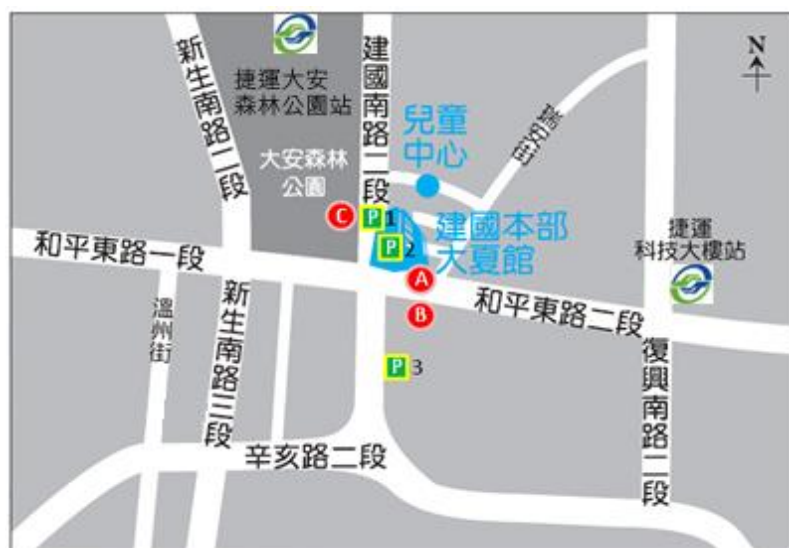 新生南路二段
捷運大安
森林公園站
建國南路二段
N
兒童
中心
瑞安街
大安森林
公園
C
P 1
P 2
建國本部
大夏館
捷運
科技大樓站
和平東路一段
A
B
和平東路二段
溫州街
新生南路三段
P 3
復興南路二段
辛亥路二段